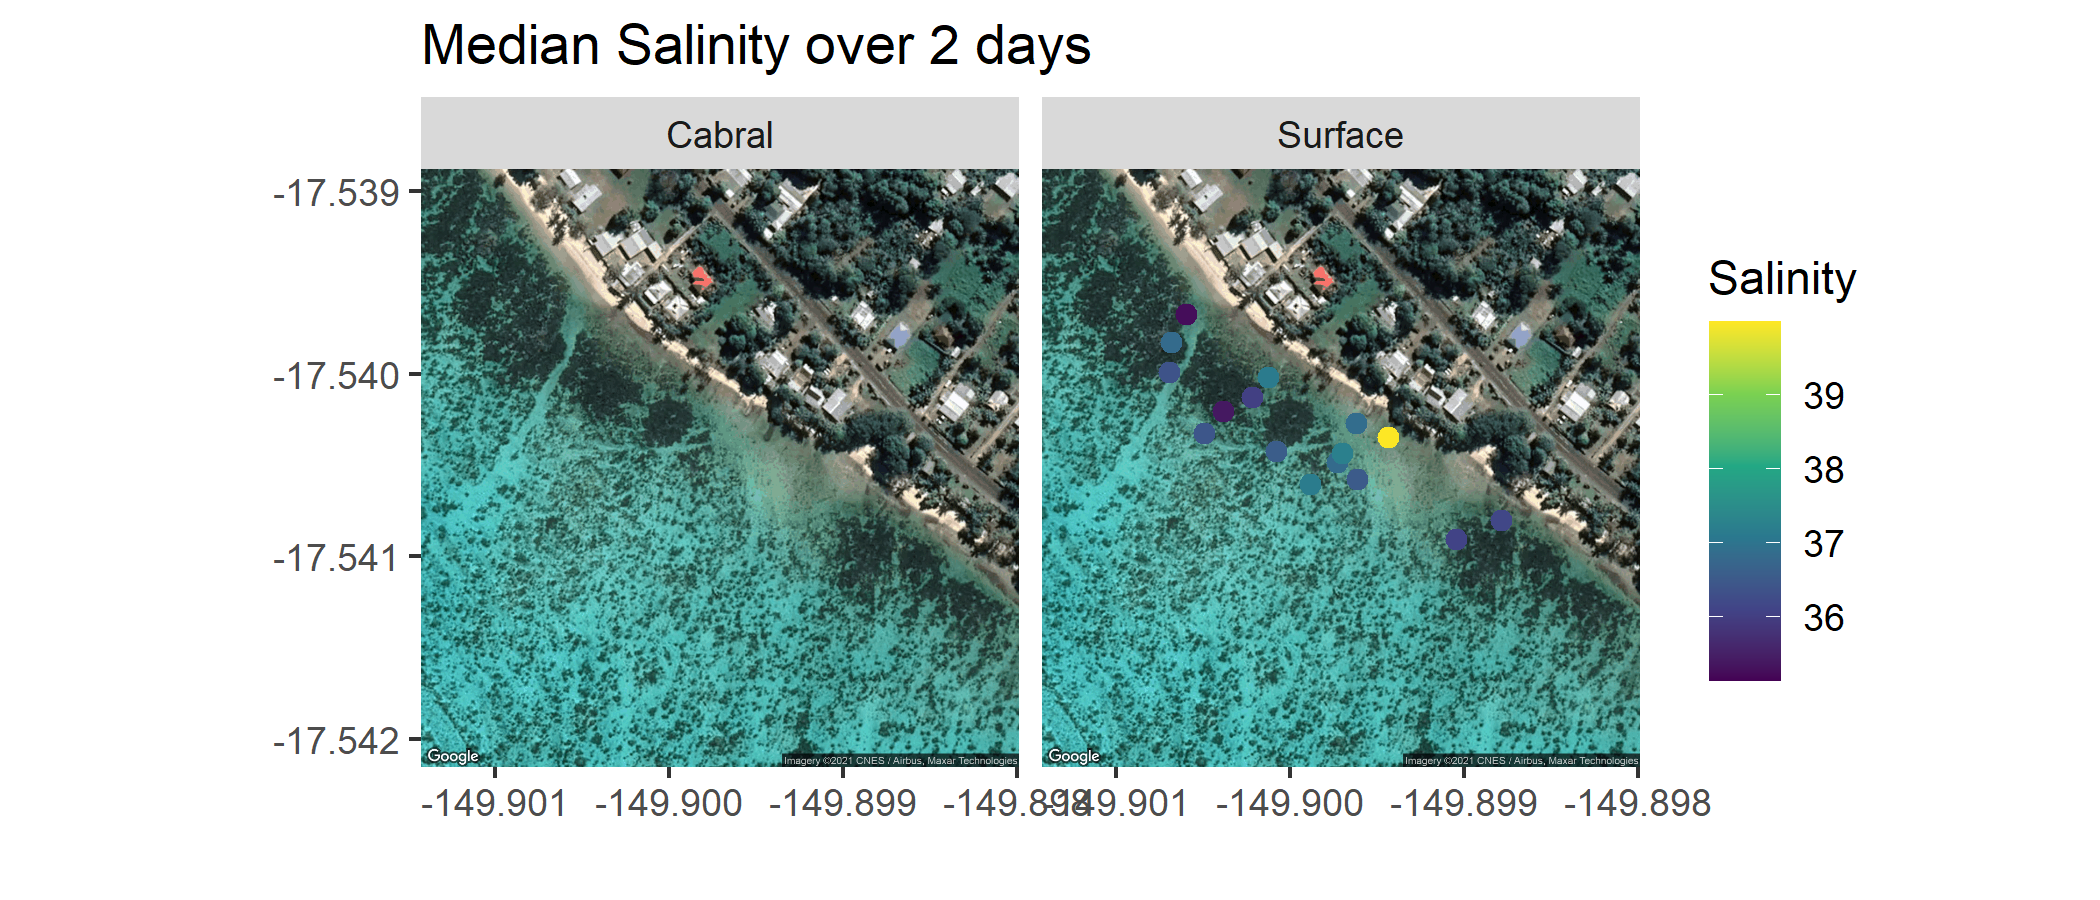 Median Salinity over 2 days
Cabral
Surface
-17.539
-17.540
-17.541
-17.542
Google
Imagery ©2021 CNES / Airbus, Maxar Technologies
Google
Imagery ©2021 CNES / Airbus, Maxar Technologies
-149.901 -149.900 -149.899 -149.898
-149.901 -149.900 -149.899 -149.898
Salinity
39
38
37
36